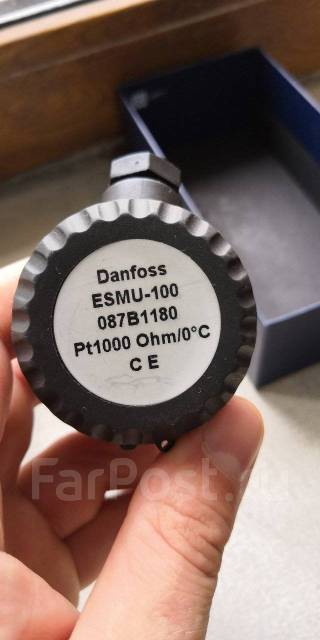 Danfoss
ESMU-100
087B1180
Pt1000 Ohm/0°C
C E
FarPost.ru